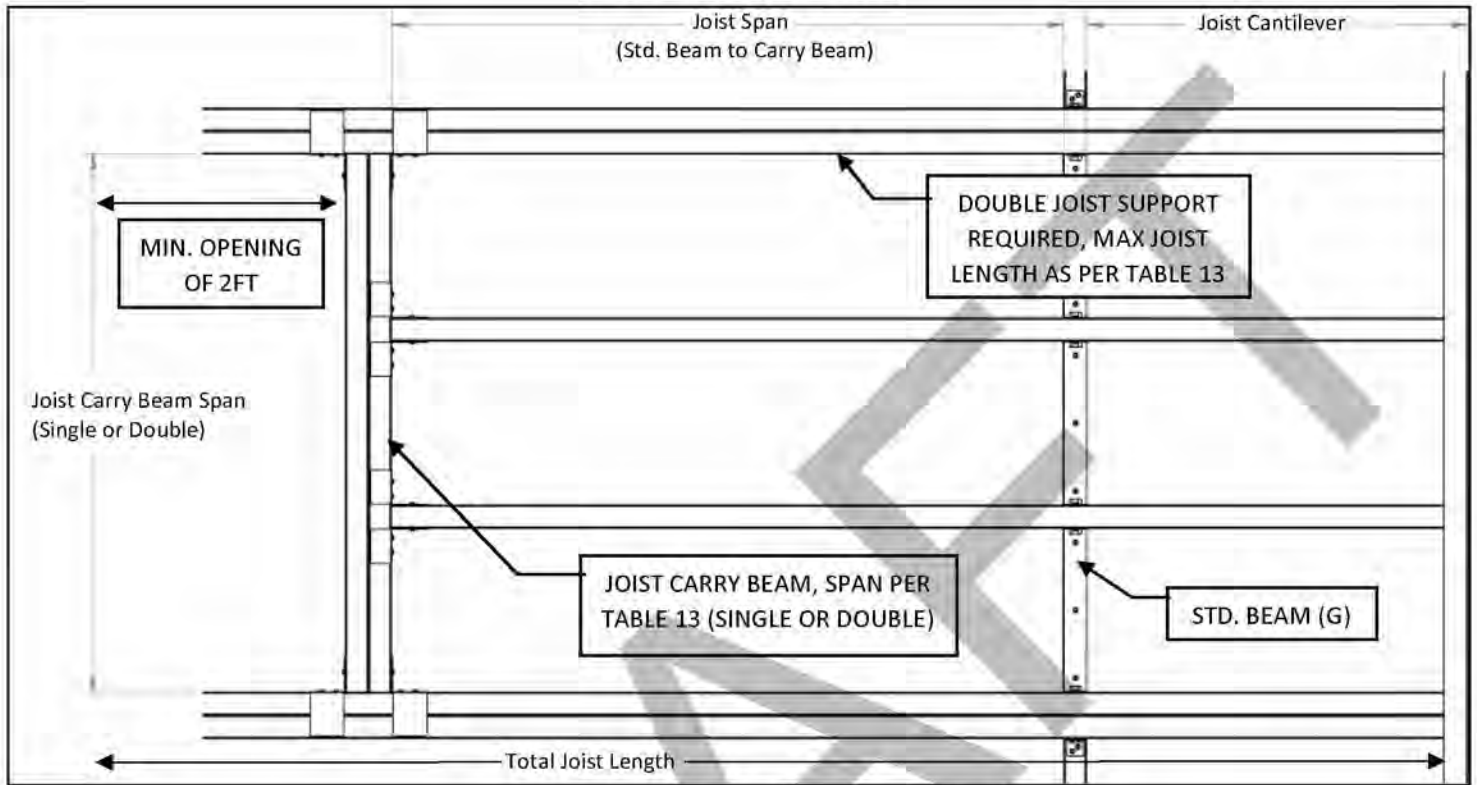 Joist Span
(Std. Beam to Carry Beam)
Joist Cantilever
DOUBLE JOIST SUPPORT
REQUIRED, MAX JOIST
LENGTH AS PER TABLE 13
MIN. OPENING
OF 2FT
Joist Carry Beam Span
(Single or Double)
JOIST CARRY BEAM, SPAN PER
TABLE 13 (SINGLE OR DOUBLE)
STD. BEAM (G)
Total Joist Length